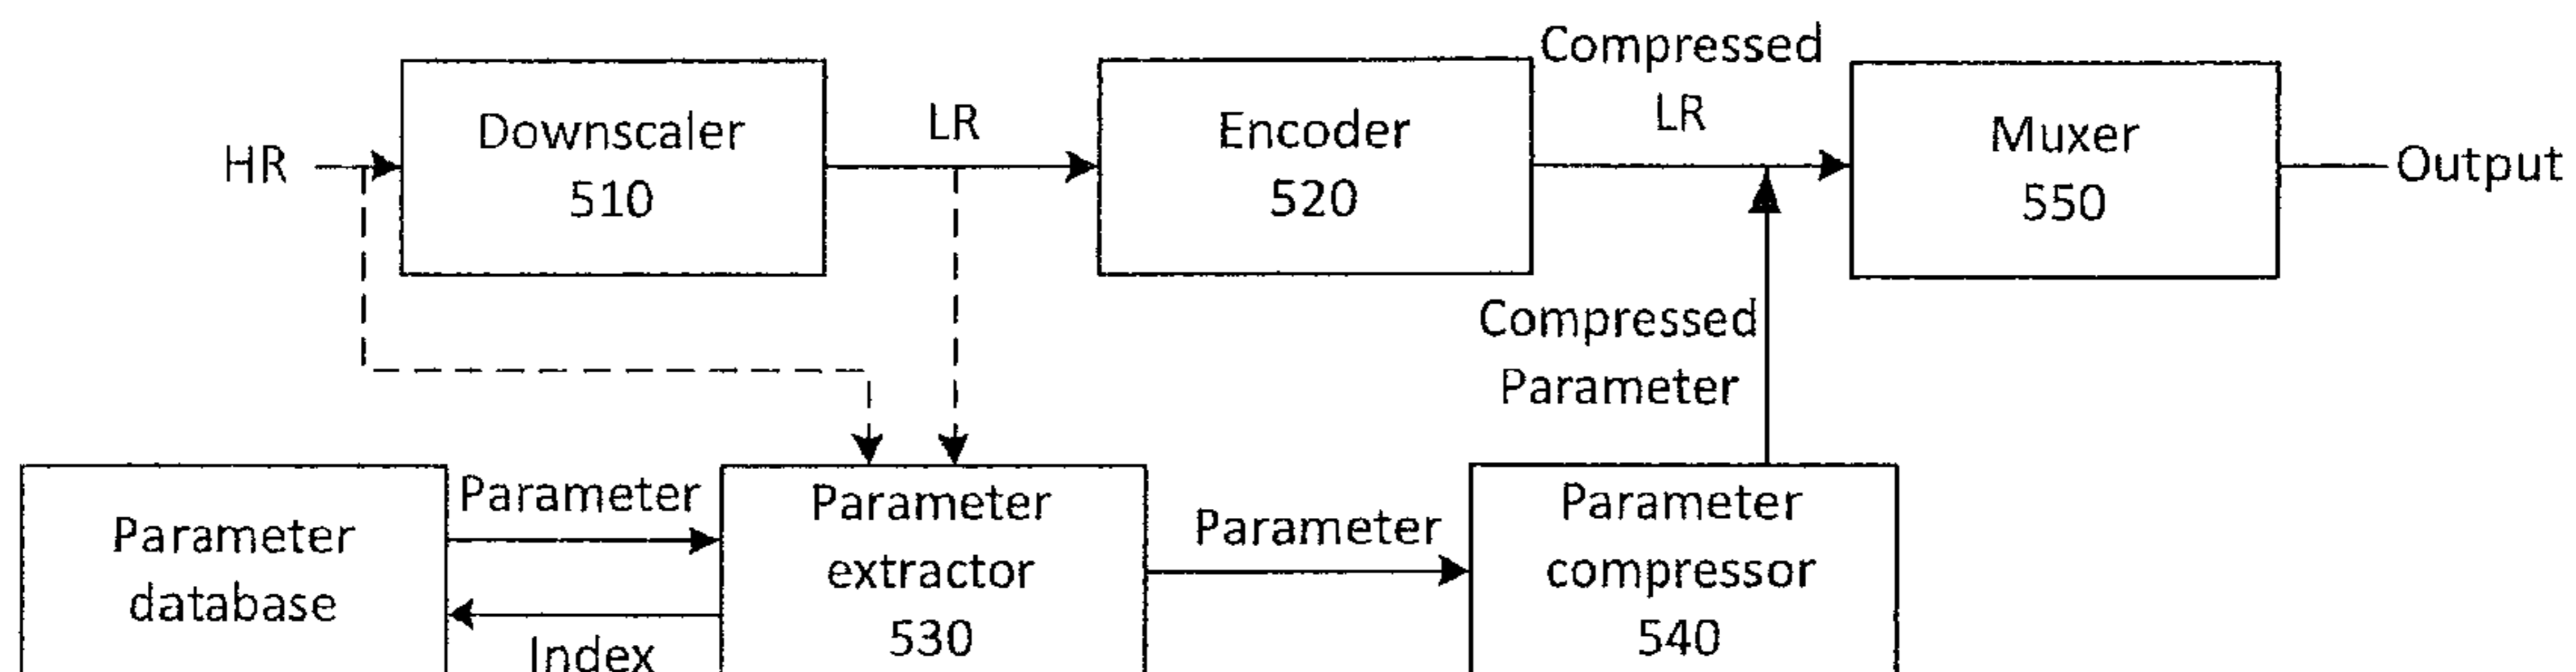 HR
Downscaler
510
LR
Encoder
520
Compressed
LR
Muxer
550
Output
Compressed
Parameter
Parameter
database
Parameter
Index
Parameter
extractor
530
Parameter
Parameter
compressor
540